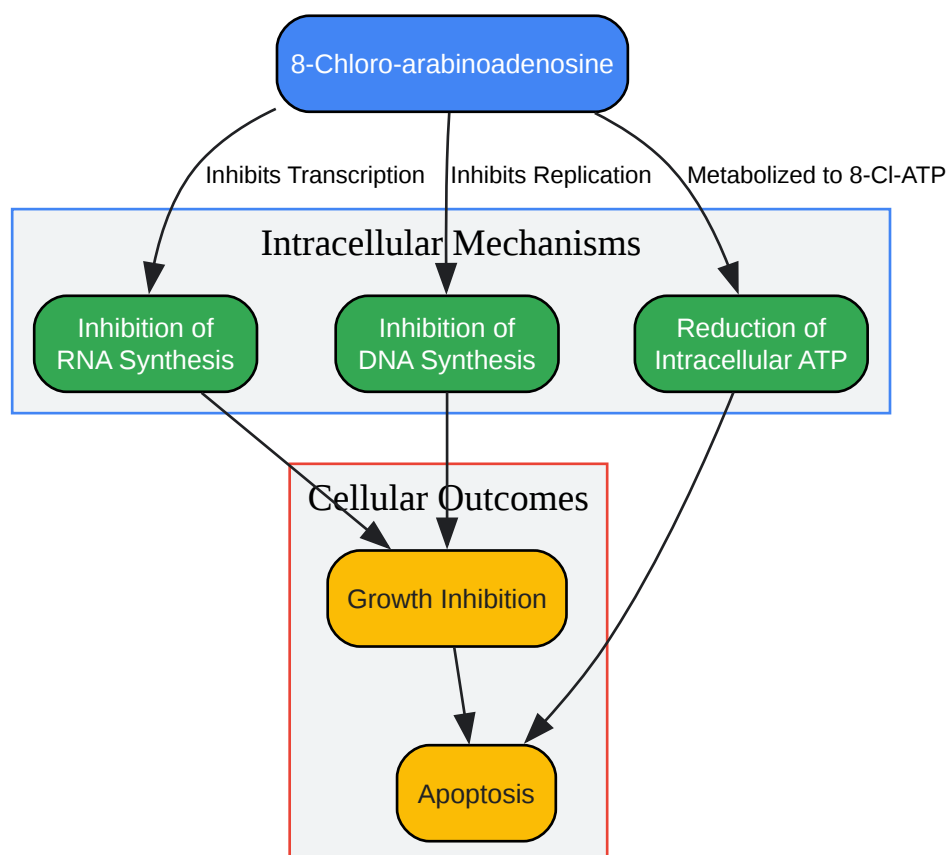 8-Chloro-arabinoadenosine
Inhibits Transcription
Inhibits Replication
Metabolized to 8-Cl-ATP
Intracellular Mechanisms
Inhibition of
RNA Synthesis
Inhibition of
DNA Synthesis
Reduction of
Intracellular ATP
Cellular Outcomes
Growth Inhibition
Apoptosis